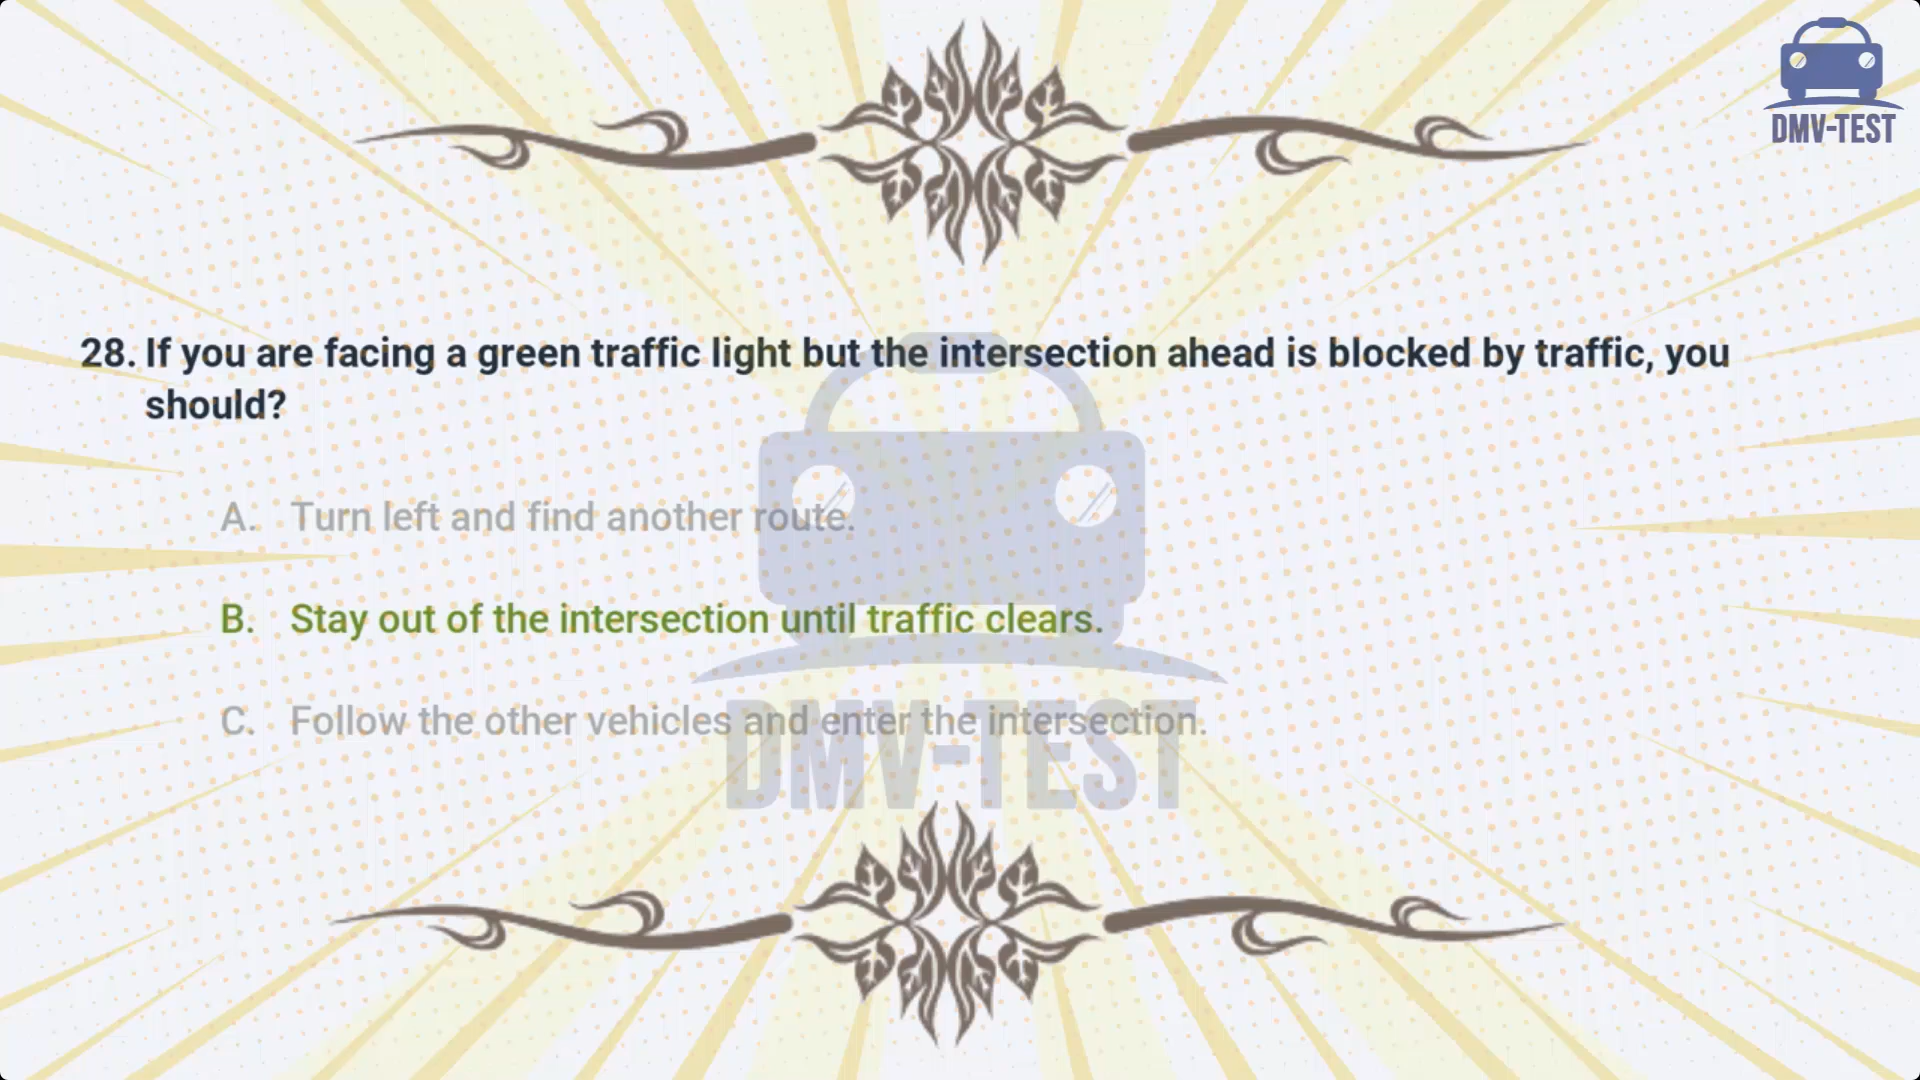 DMV-TEST
28. If you are facing a green traffic light but the intersection ahead is blocked by traffic, you
should?
A. Turn left and find another route.
B. Stay out of the intersection until traffic clears.
C. Follow the other vehicles and enter the intersection.
DMV-TEST